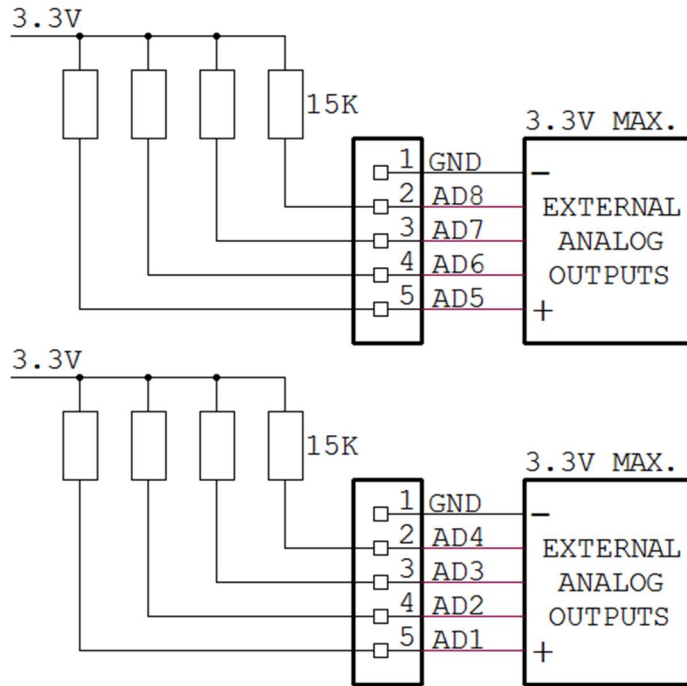 3.3V
15K
3.3V MAX.
1 GND
2 AD8
3 AD7
4 AD6
5 AD5
-
EXTERNAL
ANALOG
OUTPUTS
+
3.3V
15K
3.3V MAX.
1 GND
2 AD4
3 AD3
4 AD2
5 AD1
-
EXTERNAL
ANALOG
OUTPUTS
+